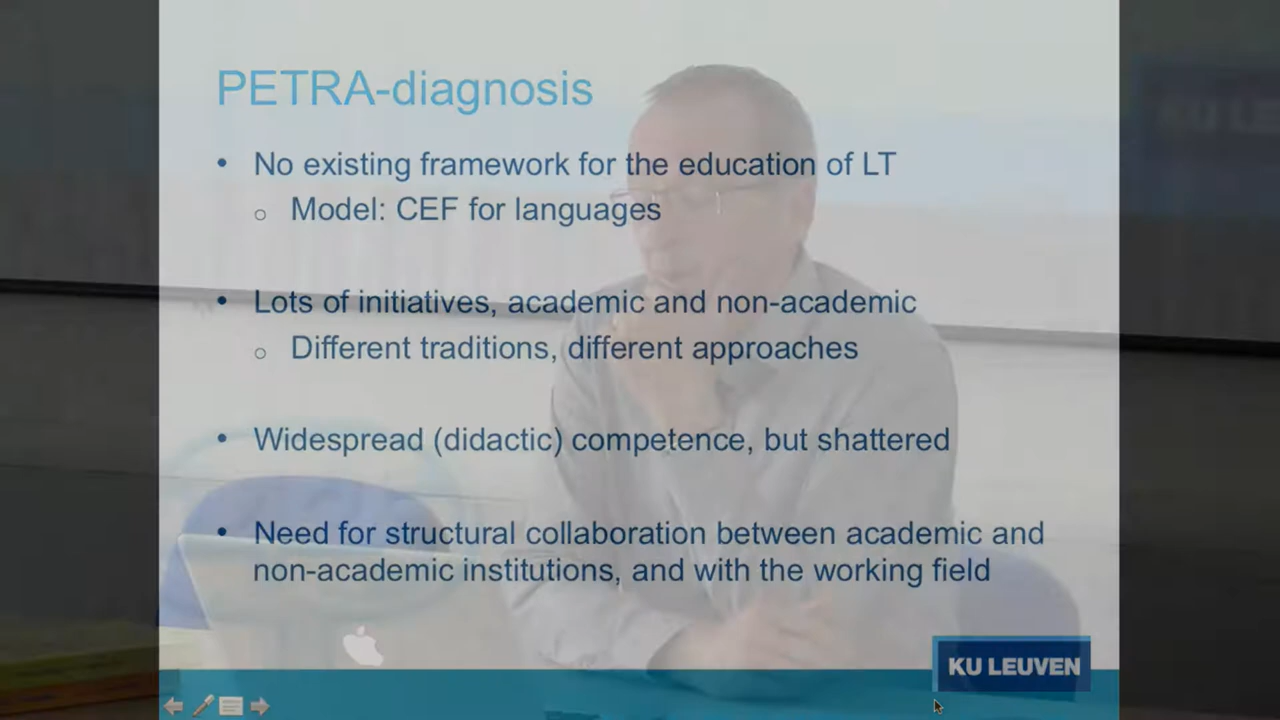 PETRA-diagnosis
• No existing framework for the education of LT
○ Model: CEF for languages
• Lots of initiatives, academic and non-academic
○ Different traditions, different approaches
• Widespread (didactic) competence, but shattered
• Need for structural collaboration between academic and
non-academic institutions, and with the working field
KU LEUVEN